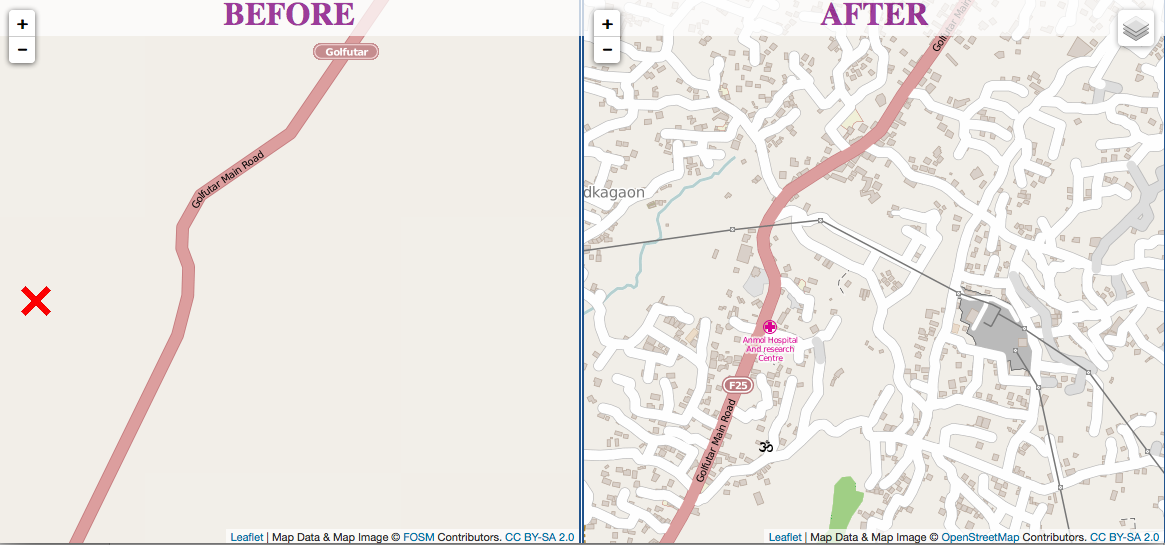 BEFORE
+
−
Golfutar
Golfutar Main Road
Leaflet | Map Data & Map Image © FOSM Contributors. CC BY-SA 2.0
AFTER
+
−
dkagaon
Anmol Hospital
And research
Centre
F25
Golfutar Main Road
ॐ
Leaflet | Map Data & Map Image © OpenStreetMap Contributors. CC BY-SA 2.0